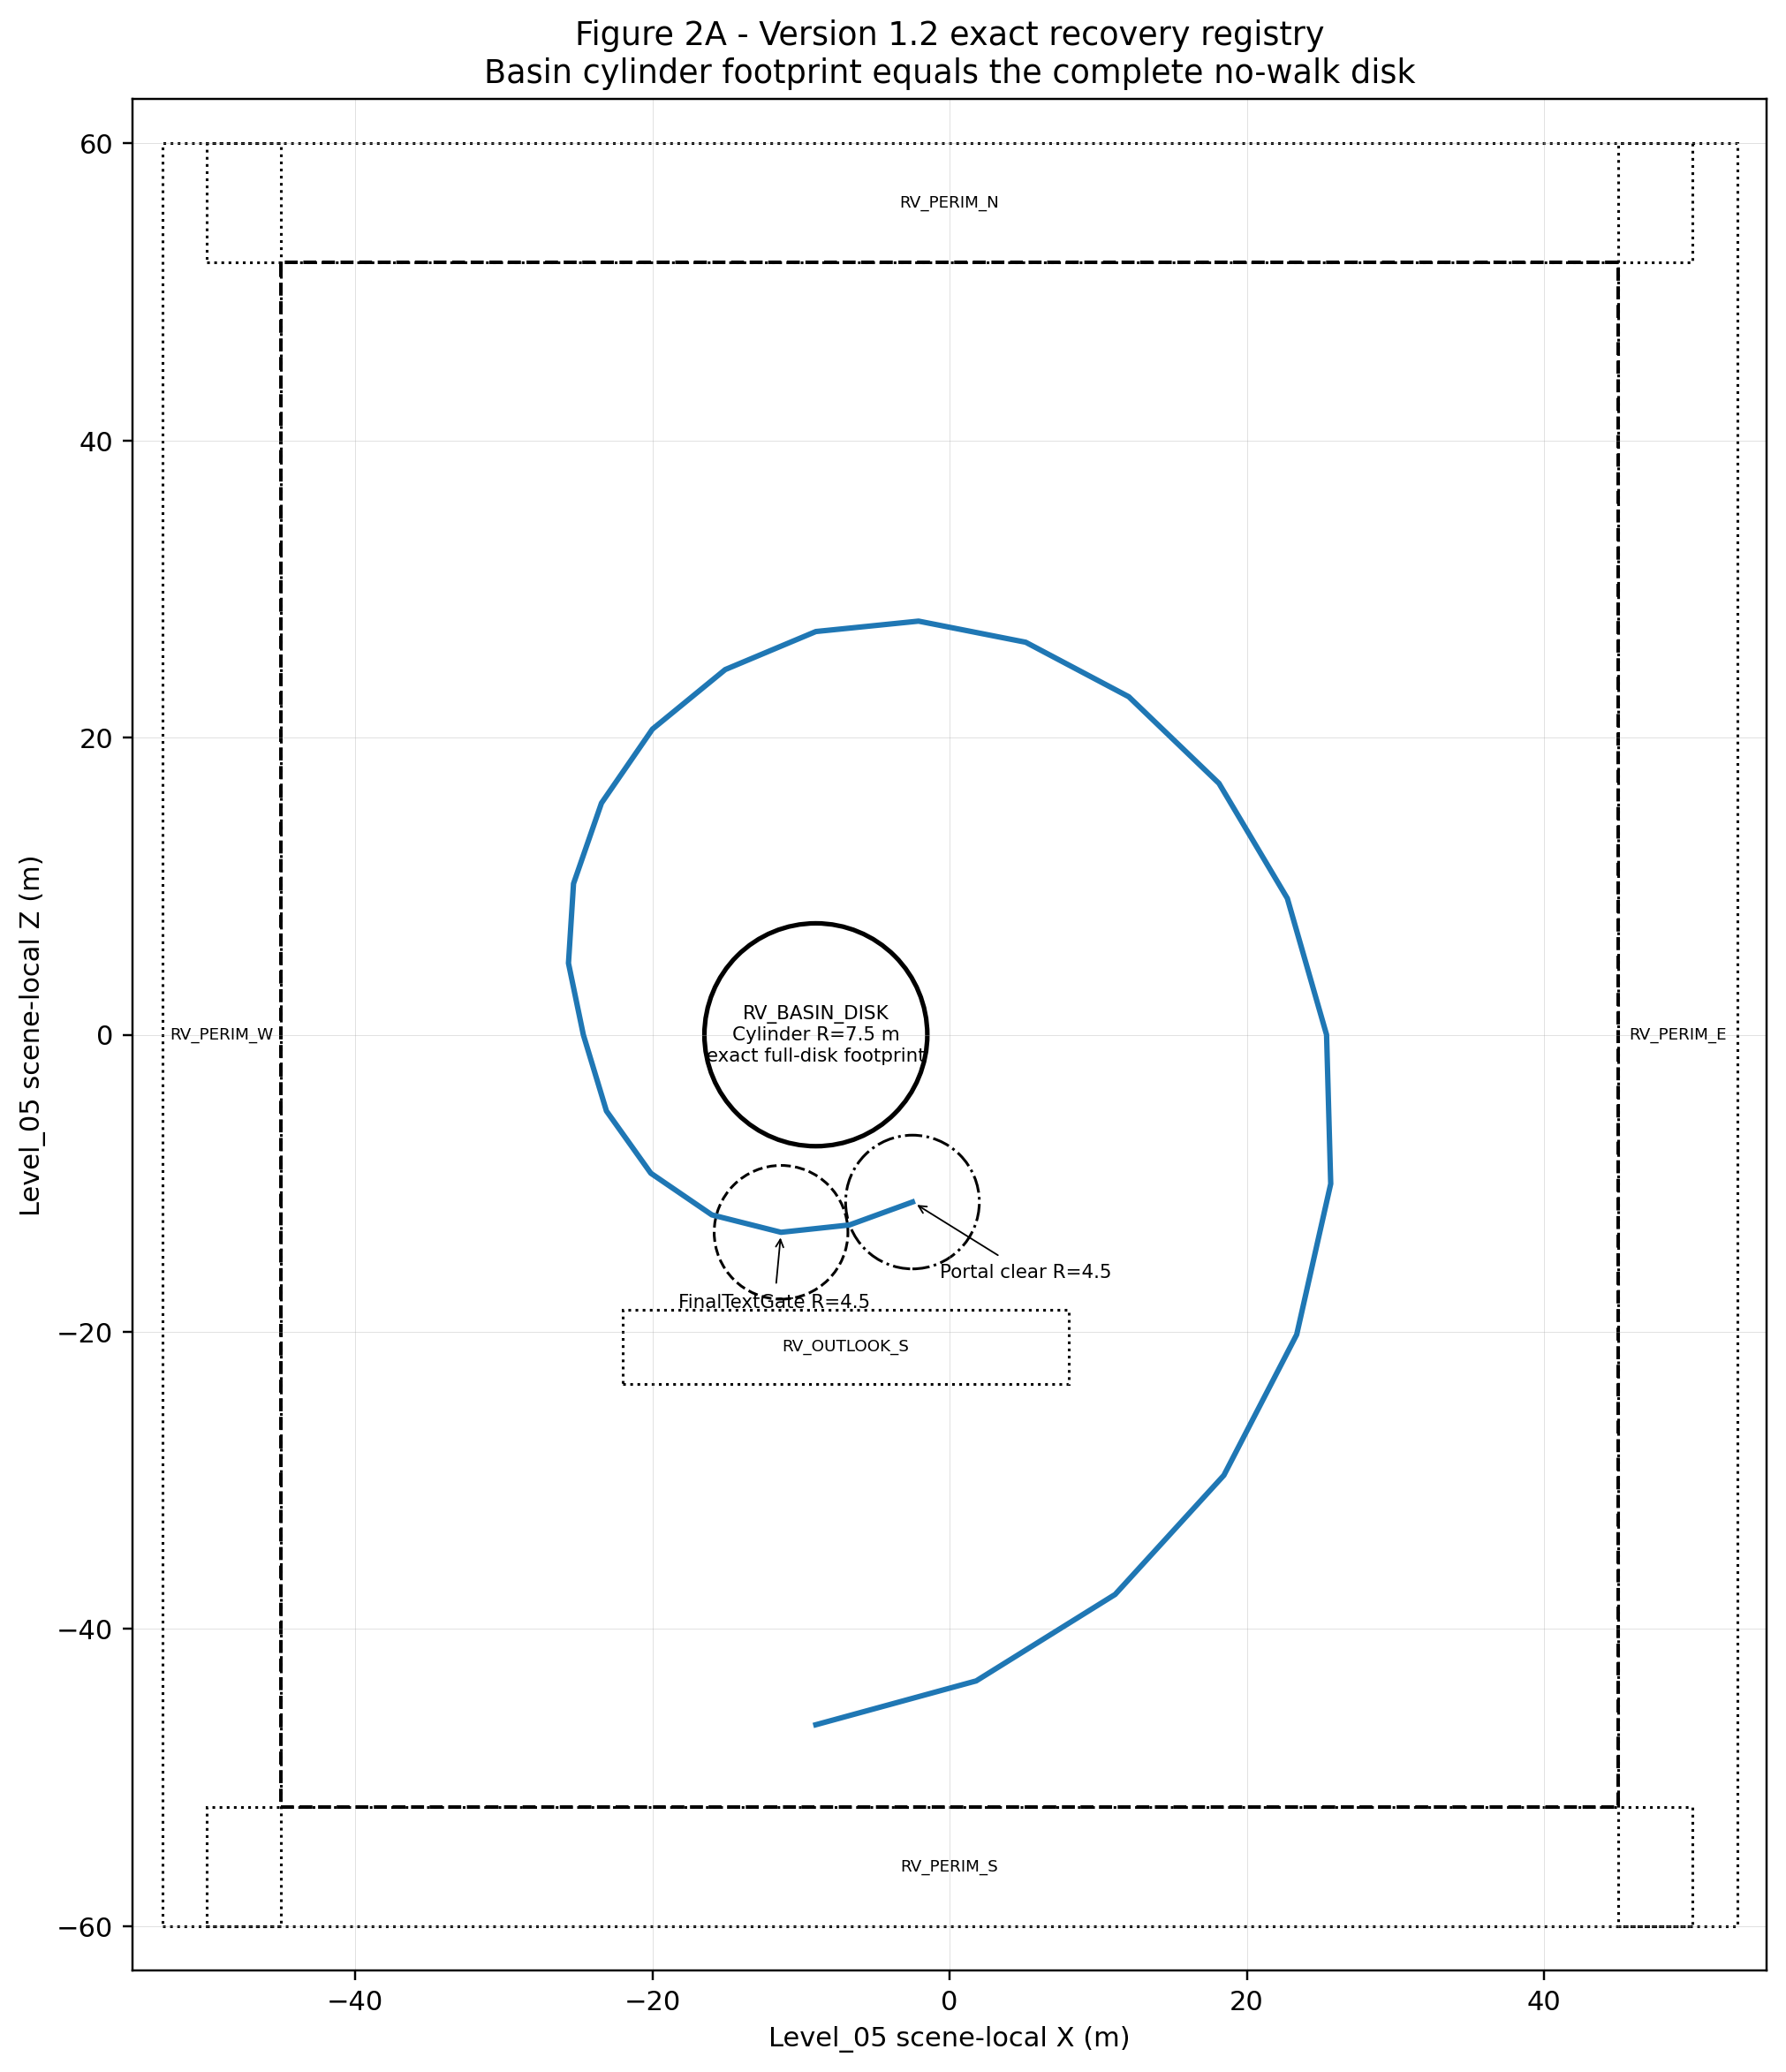 Figure 2A - Version 1.2 exact recovery registry
Basin cylinder footprint equals the complete no-walk disk
60
RV_PERIM_N
40
20
RV_BASIN_DISK
Cylinder R=7.5 m
exact full-disk footprint
0
RV_PERIM_W
RV_PERIM_E
Portal clear R=4.5
FinalTextGate R=4.5
RV_OUTLOOK_S
−20
−40
RV_PERIM_S
−60
−40
−20
0
20
40
Level_05 scene-local X (m)
Level_05 scene-local Z (m)